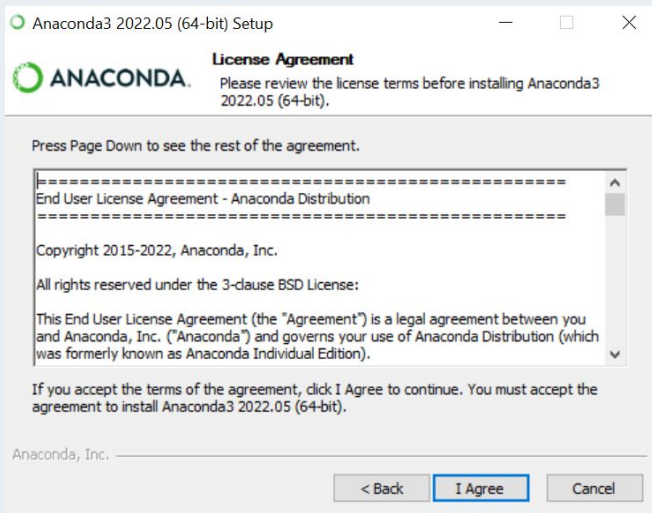 Anaconda3 2022.05 (64-bit) Setup
ANACONDA.
License Agreement
Please review the license terms before installing Anaconda3
2022.05 (64-bit).
Press Page Down to see the rest of the agreement.
====================================================
End User License Agreement - Anaconda Distribution
====================================================
Copyright 2015-2022, Anaconda, Inc.
All rights reserved under the 3-clause BSD License:
This End User License Agreement (the "Agreement") is a legal agreement between you
and Anaconda, Inc. ("Anaconda") and governs your use of Anaconda Distribution (which
was formerly known as Anaconda Individual Edition).
If you accept the terms of the agreement, click I Agree to continue. You must accept the
agreement to install Anaconda3 2022.05 (64-bit).
Anaconda, Inc.
< Back
I Agree
Cancel